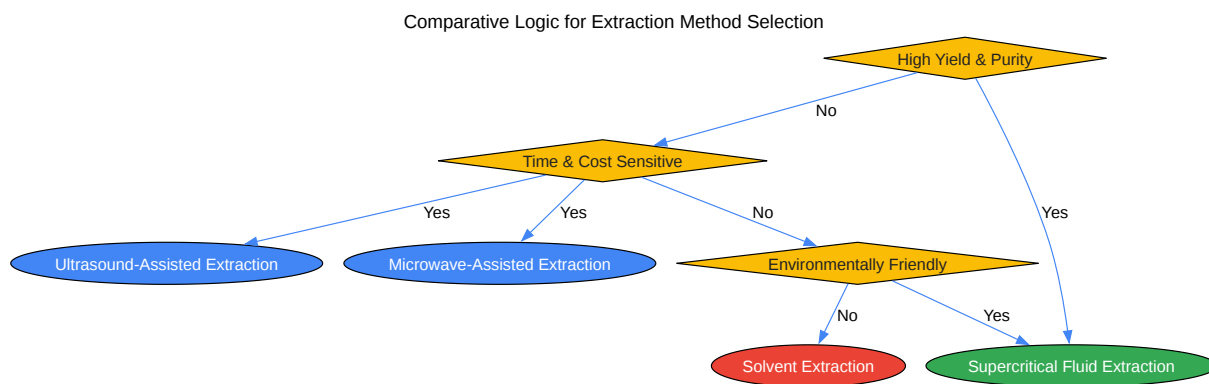 Comparative Logic for Extraction Method Selection
High Yield & Purity
No
Time & Cost Sensitive
Yes
Yes
No
Yes
Ultrasound-Assisted Extraction
Microwave-Assisted Extraction
Environmentally Friendly
No
Yes
Solvent Extraction
Supercritical Fluid Extraction